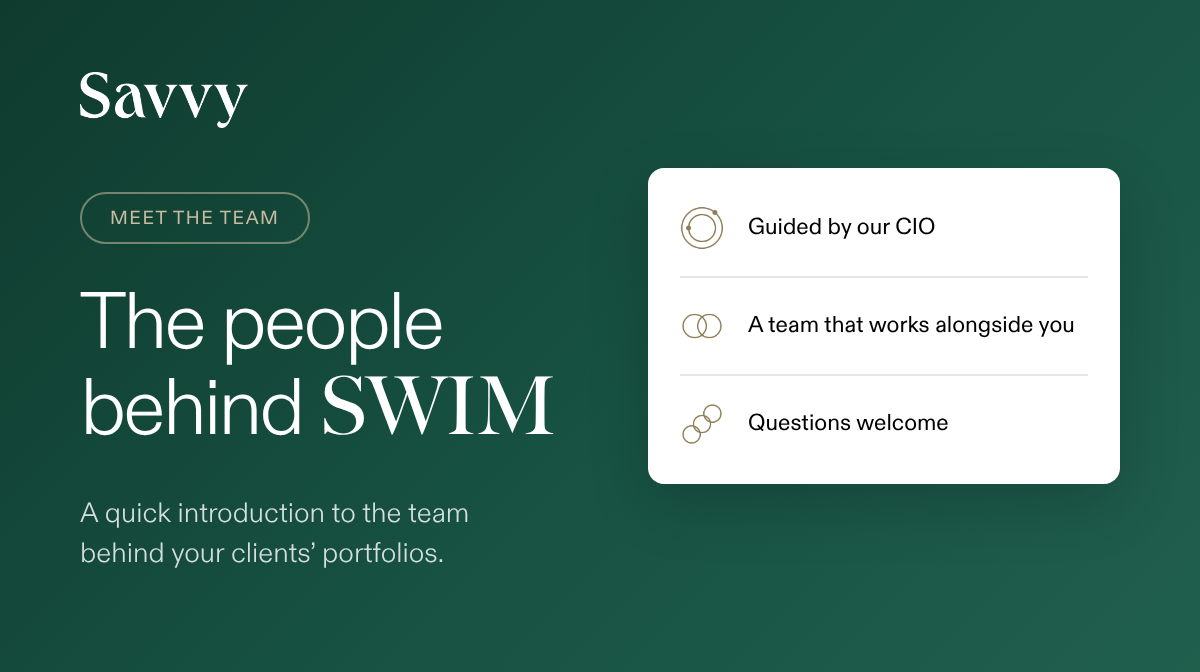 Savvy
MEET THE TEAM
The people
behind SWIM
A quick introduction to the team
behind your clients’ portfolios.
Guided by our CIO
A team that works alongside you
Questions welcome